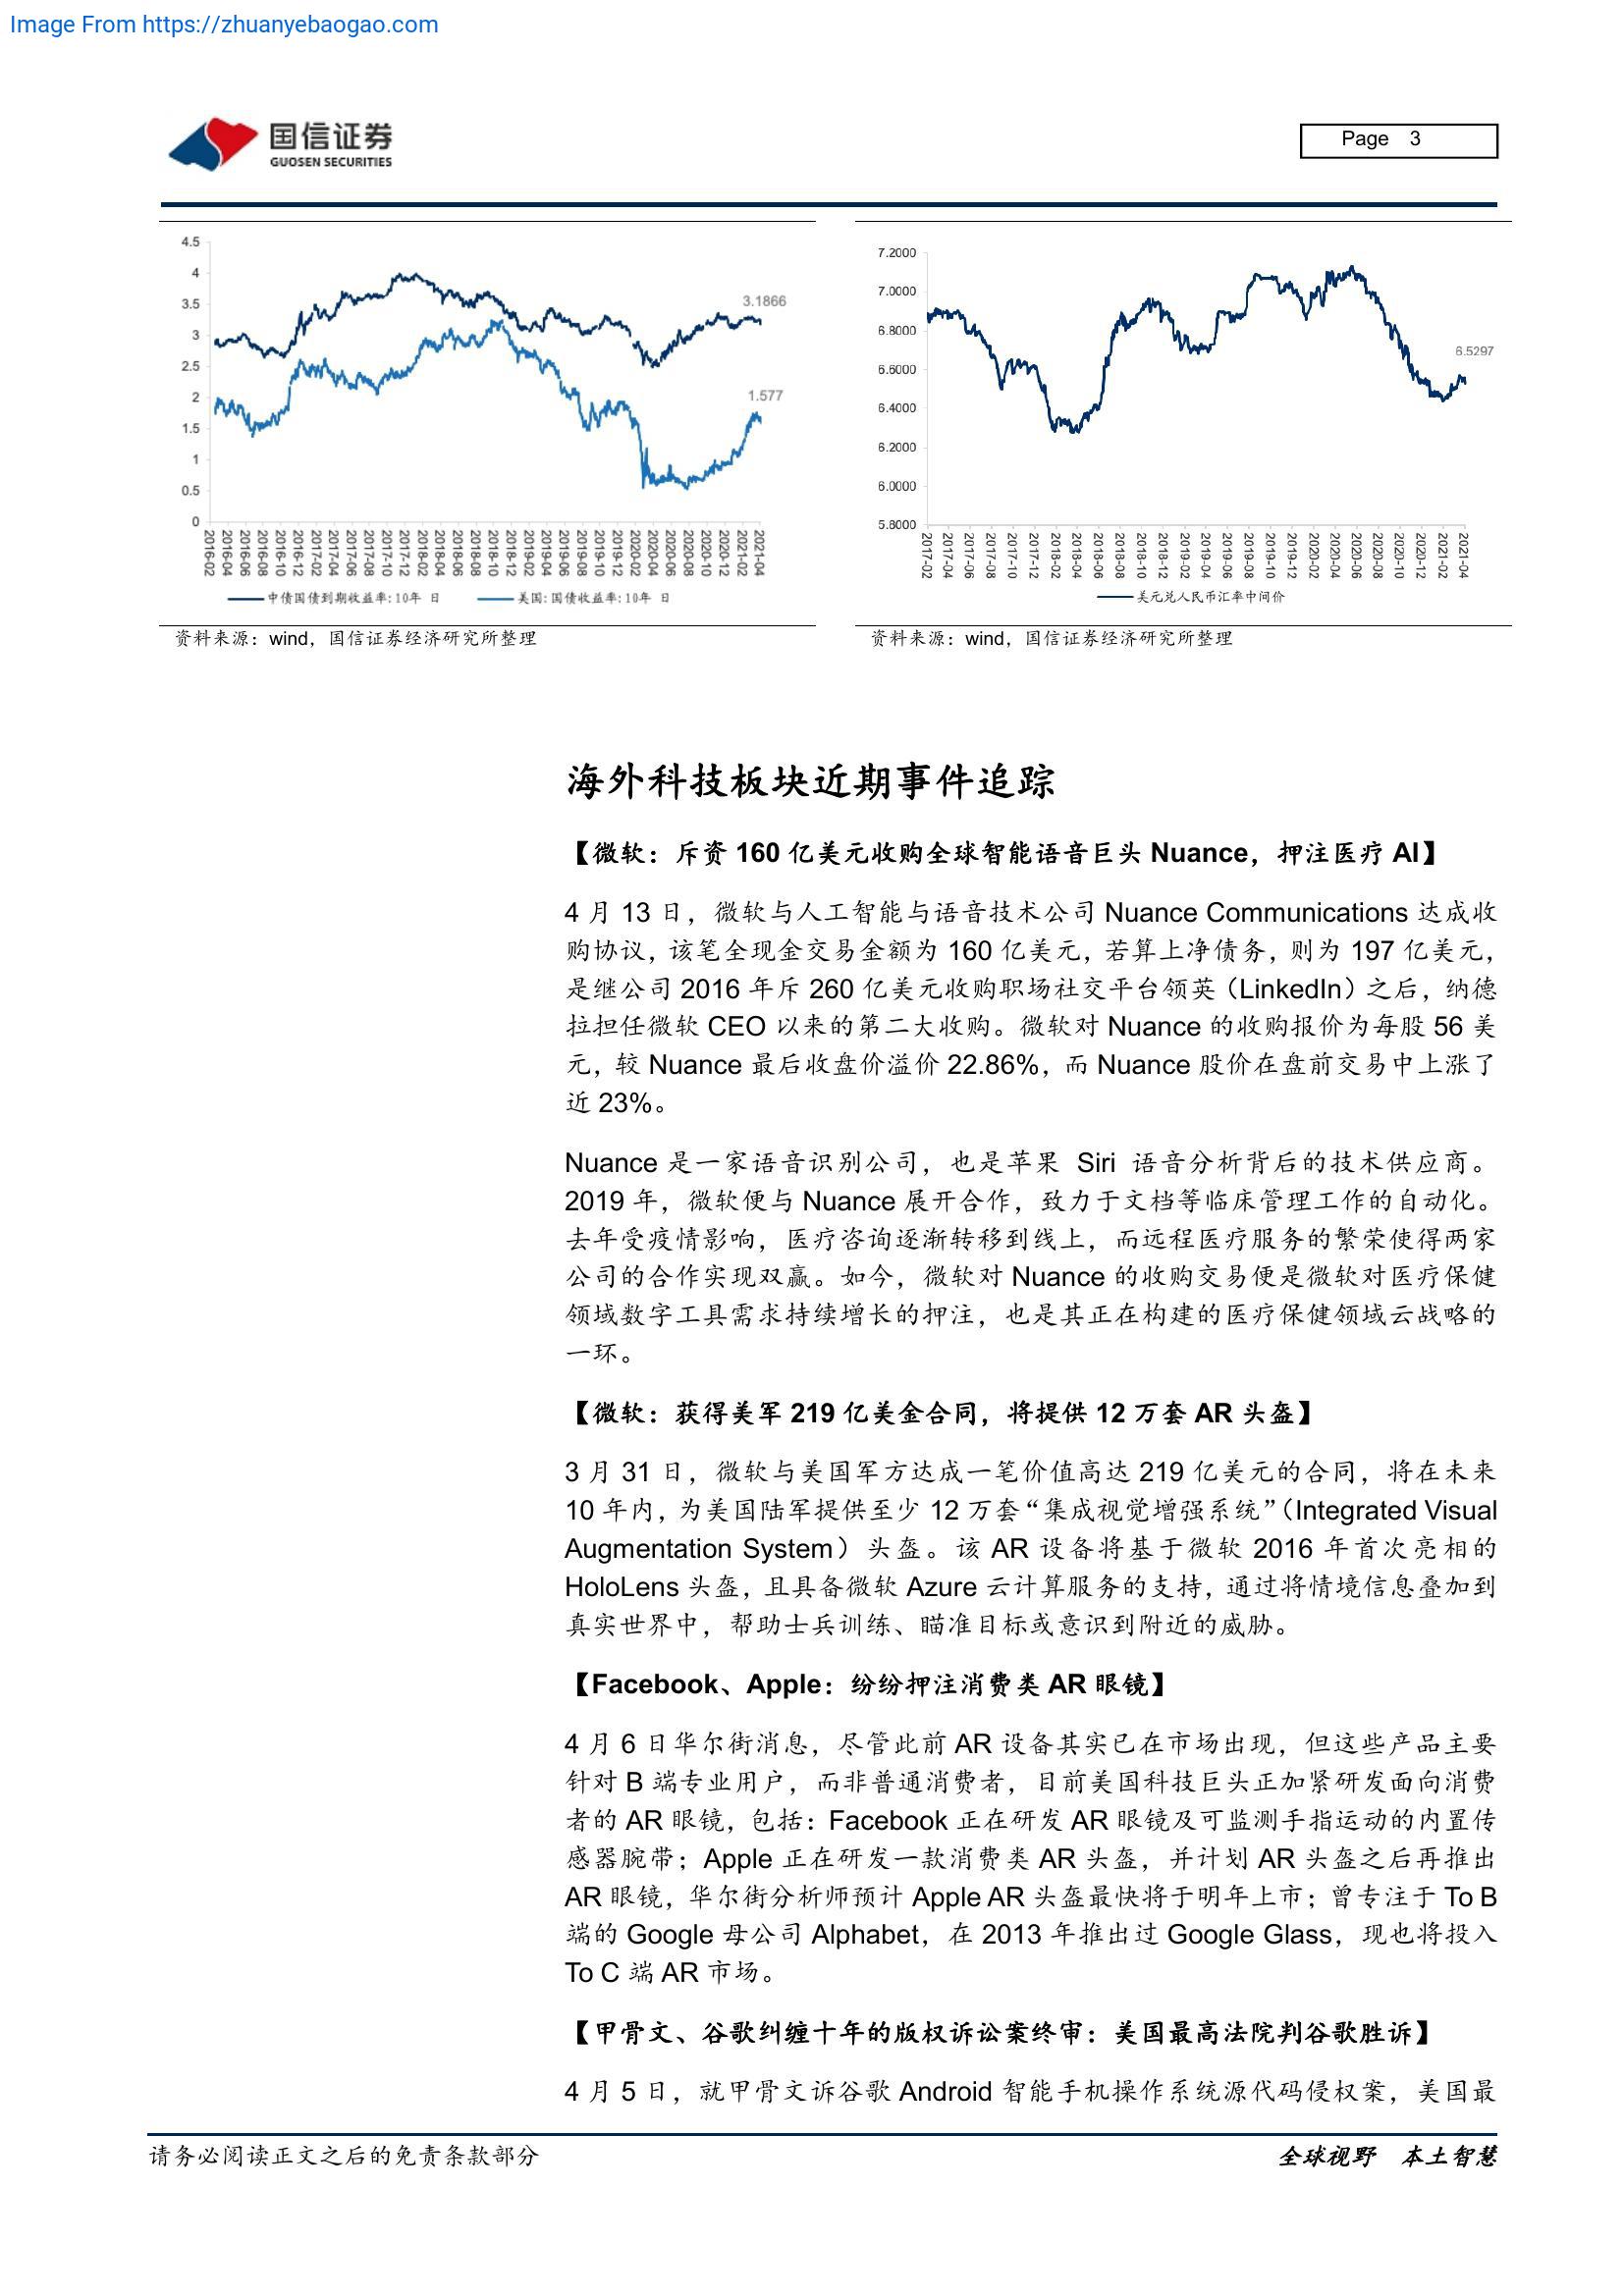 Image From https://zhuanyebaogao.com
国信证券
GUOSEN SECURITIES
Page 3
4.5
4
3.5
3
2.5
2
1.5
1
0.5
0
3.1866
1.577
2016-02
2016-04
2016-06
2016-08
2016-10
2016-12
2017-02
2017-04
2017-06
2017-08
2017-10
2017-12
2018-02
2018-04
2018-06
2018-08
2018-10
2018-12
2019-02
2019-04
2019-06
2019-08
2019-10
2019-12
2020-02
2020-04
2020-06
2020-08
2020-10
2020-12
2021-02
2021-04
中债国债到期收益率:10年 日
美国:国债收益率:10年 日
资料来源：wind，国信证券经济研究所整理
7.2000
7.0000
6.8000
6.6000
6.4000
6.2000
6.0000
5.8000
6.5297
2017-02
2017-04
2017-06
2017-08
2017-10
2017-12
2018-02
2018-04
2018-06
2018-08
2018-10
2018-12
2019-02
2019-04
2019-06
2019-08
2019-10
2019-12
2020-02
2020-04
2020-06
2020-08
2020-10
2020-12
2021-02
2021-04
美元兑人民币汇率中间价
资料来源：wind，国信证券经济研究所整理
海外科技板块近期事件追踪
【微软：斥资 160 亿美元收购全球智能语音巨头 Nuance，押注医疗 AI】
4 月 13 日，微软与人工智能与语音技术公司 Nuance Communications 达成收
购协议，该笔全现金交易金额为 160 亿美元，若算上净债务，则为 197 亿美元，
是继公司 2016 年斥 260 亿美元收购职场社交平台领英（LinkedIn）之后，纳德
拉担任微软 CEO 以来的第二大收购。微软对 Nuance 的收购报价为每股 56 美
元，较 Nuance 最后收盘价溢价 22.86%，而 Nuance 股价在盘前交易中上涨了
近 23%。
Nuance 是一家语音识别公司，也是苹果 Siri 语音分析背后的技术供应商。
2019 年，微软便与 Nuance 展开合作，致力于文档等临床管理工作的自动化。
去年受疫情影响，医疗咨询逐渐转移到线上，而远程医疗服务的繁荣使得两家
公司的合作实现双赢。如今，微软对 Nuance 的收购交易便是微软对医疗保健
领域数字工具需求持续增长的押注，也是其正在构建的医疗保健领域云战略的
一环。
【微软：获得美军 219 亿美金合同，将提供 12 万套 AR 头盔】
3 月 31 日，微软与美国军方达成一笔价值高达 219 亿美元的合同，将在未来
10 年内，为美国陆军提供至少 12 万套“集成视觉增强系统”（Integrated Visual
Augmentation System）头盔。该 AR 设备将基于微软 2016 年首次亮相的
HoloLens 头盔，且具备微软 Azure 云计算服务的支持，通过将情境信息叠加到
真实世界中，帮助士兵训练、瞄准目标或意识到附近的威胁。
【Facebook、Apple：纷纷押注消费类 AR 眼镜】
4 月 6 日华尔街消息，尽管此前 AR 设备其实已在市场出现，但这些产品主要
针对 B 端专业用户，而非普通消费者，目前美国科技巨头正加紧研发面向消费
者的 AR 眼镜，包括：Facebook 正在研发 AR 眼镜及可监测手指运动的内置传
感器腕带；Apple 正在研发一款消费类 AR 头盔，并计划 AR 头盔之后再推出
AR 眼镜，华尔街分析师预计 Apple AR 头盔最快将于明年上市；曾专注于 To B
端的 Google 母公司 Alphabet，在 2013 年推出过 Google Glass，现也将投入
To C 端 AR 市场。
【甲骨文、谷歌纠缠十年的版权诉讼案终审：美国最高法院判谷歌胜诉】
4 月 5 日，就甲骨文诉谷歌 Android 智能手机操作系统源代码侵权案，美国最
请务必阅读正文之后的免责条款部分
全球视野 本土智慧